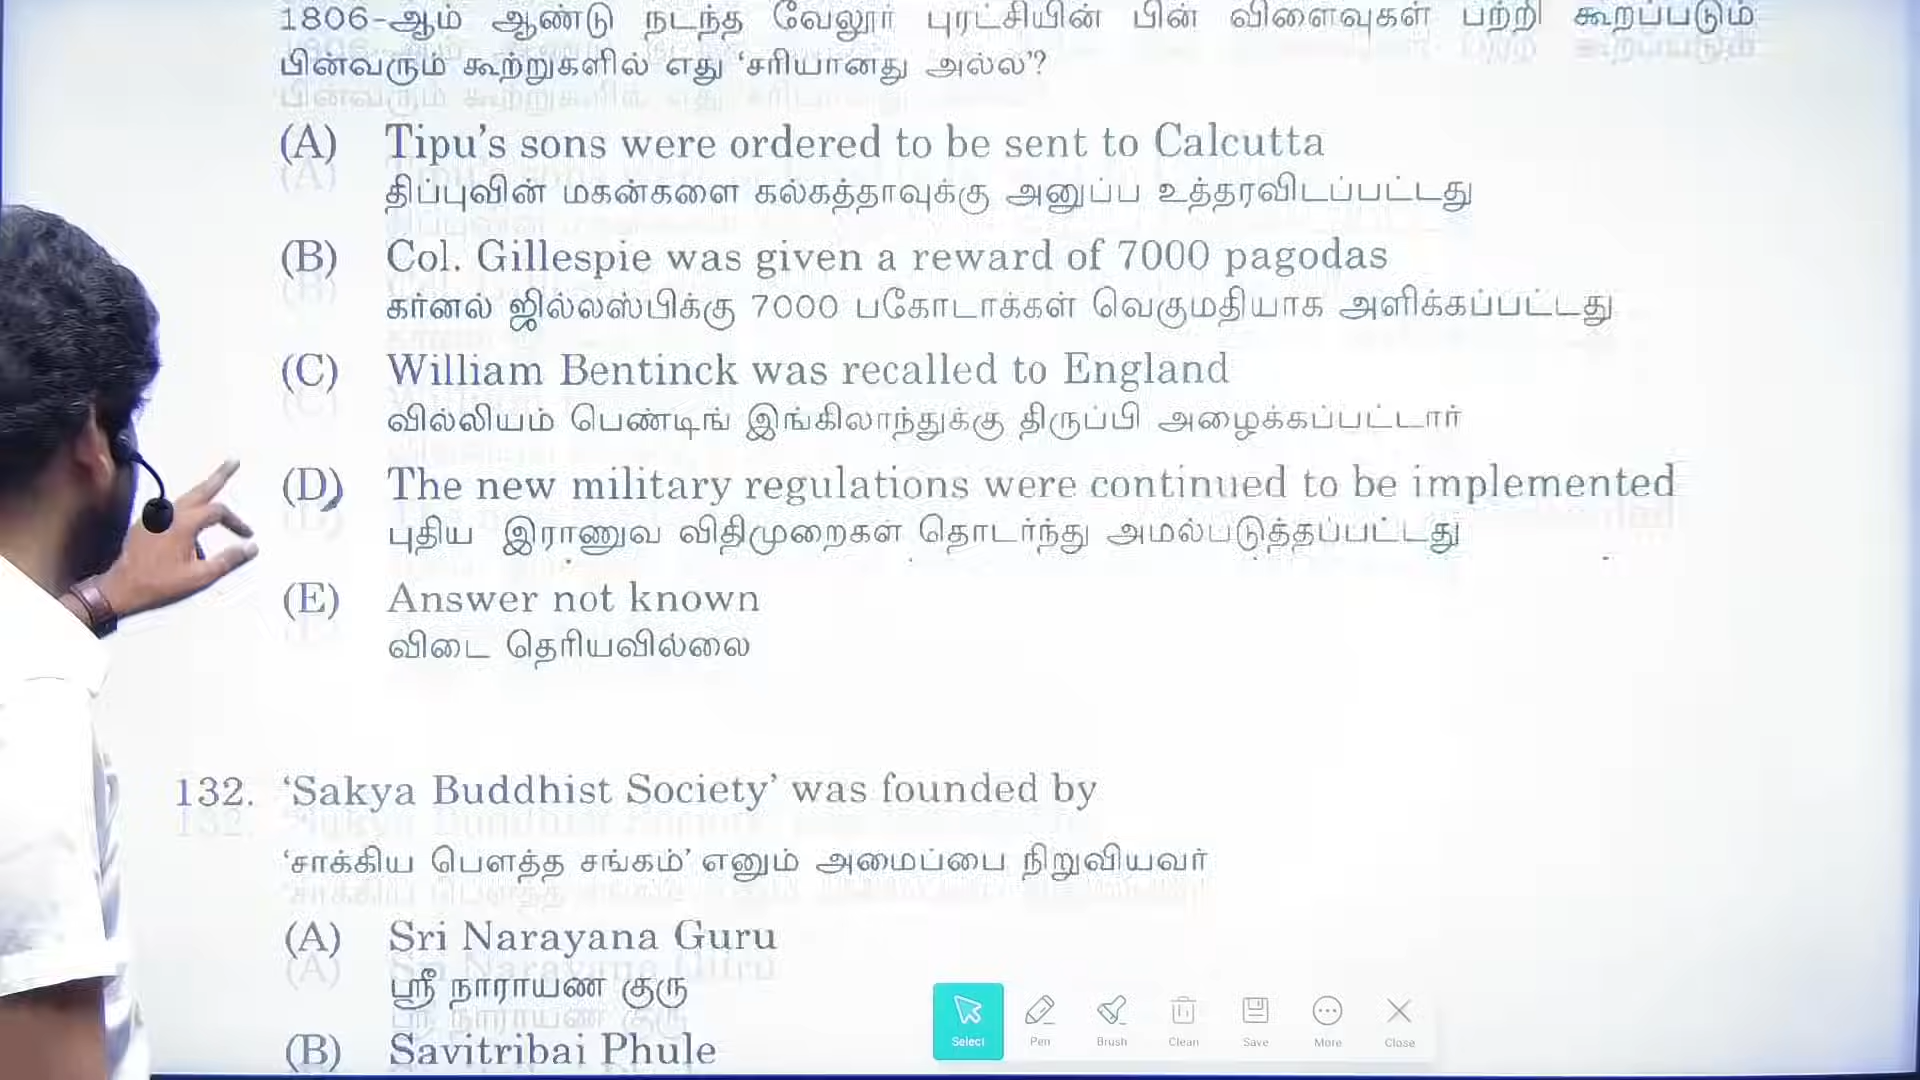 1806-ஆம் ஆண்டு நடந்த வேலூர் புரட்சியின் பின் விளைவுகள் பற்றி கூறப்படும்
பின்வரும் கூற்றுகளில் எது ‘சரியானது அல்ல’?
(A) Tipu’s sons were ordered to be sent to Calcutta
திப்புவின் மகன்களை கல்கத்தாவுக்கு அனுப்ப உத்தரவிடப்பட்டது
(B) Col. Gillespie was given a reward of 7000 pagodas
கர்னல் ஜில்லஸ்பிக்கு 7000 பகோடாக்கள் வெகுமதியாக அளிக்கப்பட்டது
(C) William Bentinck was recalled to England
வில்லியம் பெண்டிங் இங்கிலாந்துக்கு திருப்பி அழைக்கப்பட்டார்
(D) The new military regulations were continued to be implemented
புதிய இராணுவ விதிமுறைகள் தொடர்ந்து அமல்படுத்தப்பட்டது
(E) Answer not known
விடை தெரியவில்லை
132. ‘Sakya Buddhist Society’ was founded by
‘சாக்கிய பௌத்த சங்கம்’ எனும் அமைப்பை நிறுவியவர்
(A) Sri Narayana Guru
ஸ்ரீ நாராயண குரு
(B) Savitribai Phule
Select Pen Brush Clean Save More Close